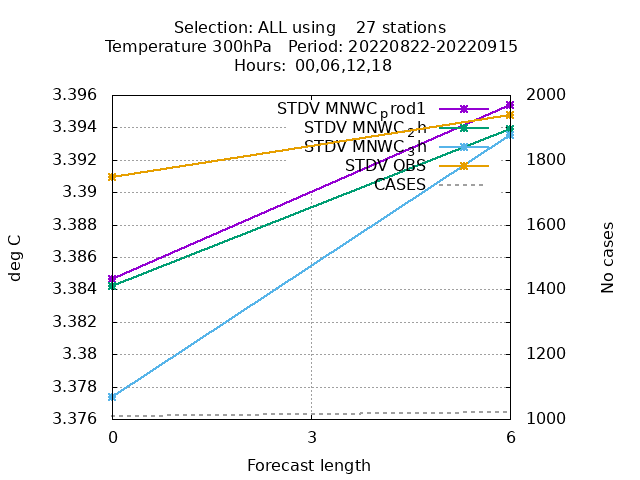 Selection: ALL using    27 stations
Temperature 300hPa   Period: 20220822-20220915
Hours:  00,06,12,18
3.396
3.394
3.392
3.39
3.388
3.386
3.384
3.382
3.38
3.378
3.376
deg C
STDV MNWCprod1
STDV MNWC2h
STDV MNWC3h
STDV OBS
CASES
2000
1800
1600
1400
1200
1000
No cases
0 3 6
Forecast length